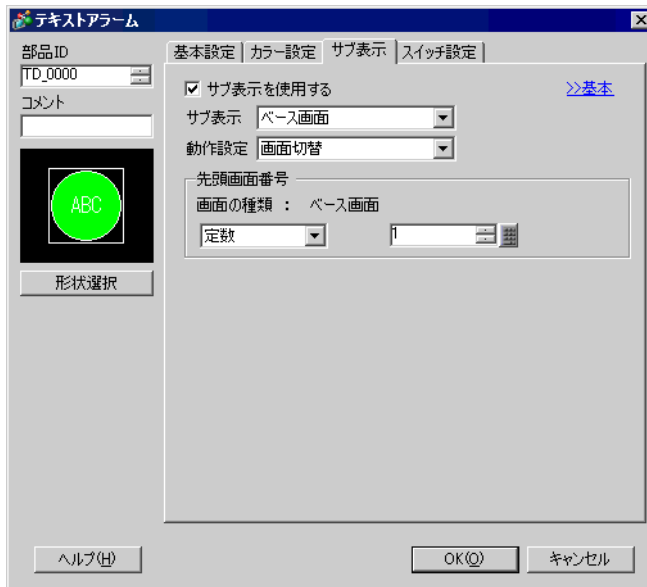 テキストアラーム
部品ID
TD_0000
コメント
ABC
形状選択
基本設定 カラー設定 サブ表示 スイッチ設定
サブ表示を使用する >>基本
サブ表示 ベース画面
動作設定 画面切替
先頭画面番号
画面の種類 : ベース画面
定数 1
ヘルプ(H) OK(O) キャンセル